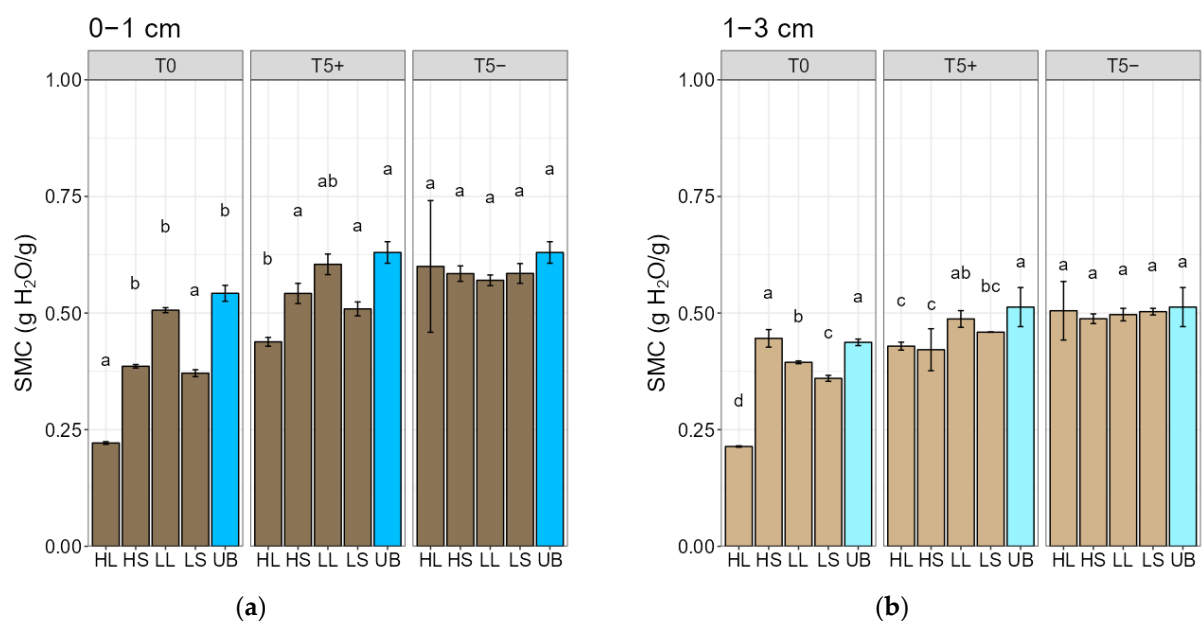 0−1 cm
T0 T5+ T5−
SMC (g H₂O/g)
1.00
0.75
0.50
0.25
0.00
a b b a b
b a ab a a
a a a a a
HL HS LL LS UB HL HS LL LS UB HL HS LL LS UB
(a)
1−3 cm
T0 T5+ T5−
SMC (g H₂O/g)
1.00
0.75
0.50
0.25
0.00
d a b c a
c c ab bc a
a a a a a
HL HS LL LS UB HL HS LL LS UB HL HS LL LS UB
(b)